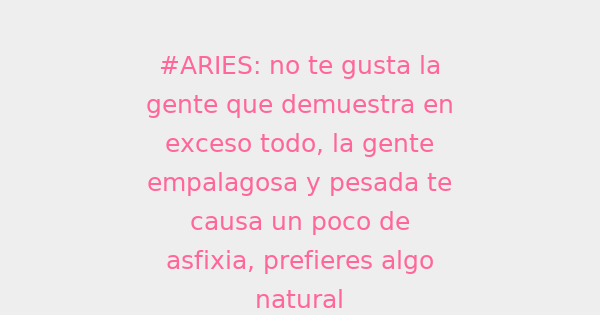 #ARIES: no te gusta la
gente que demuestra en
exceso todo, la gente
empalagosa y pesada te
causa un poco de
asfixia, prefieres algo
natural